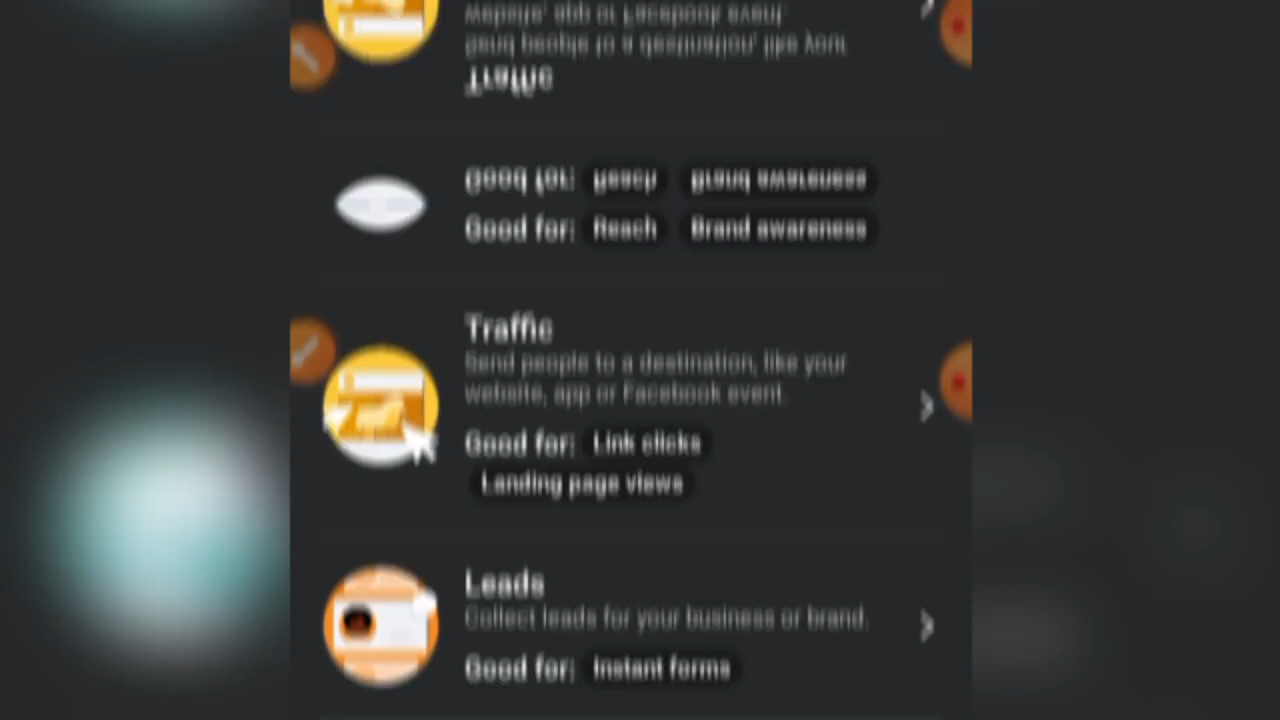 Good for: Reach Brand awareness
Traffic
Send people to a destination, like your
website, app or Facebook event.
Good for: Link clicks
Landing page views
Leads
Collect leads for your business or brand.
Good for: Instant forms